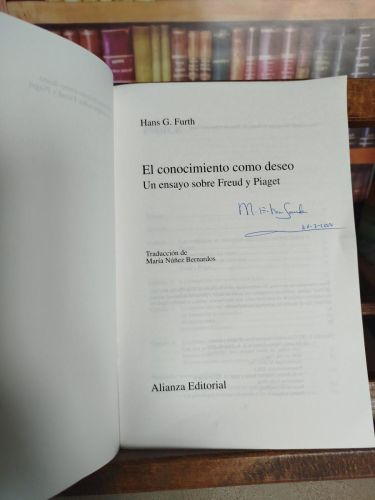 Hans G. Furth
El conocimiento como deseo
Un ensayo sobre Freud y Piaget
Traducción de
María Núñez Bernardos
Alianza Editorial